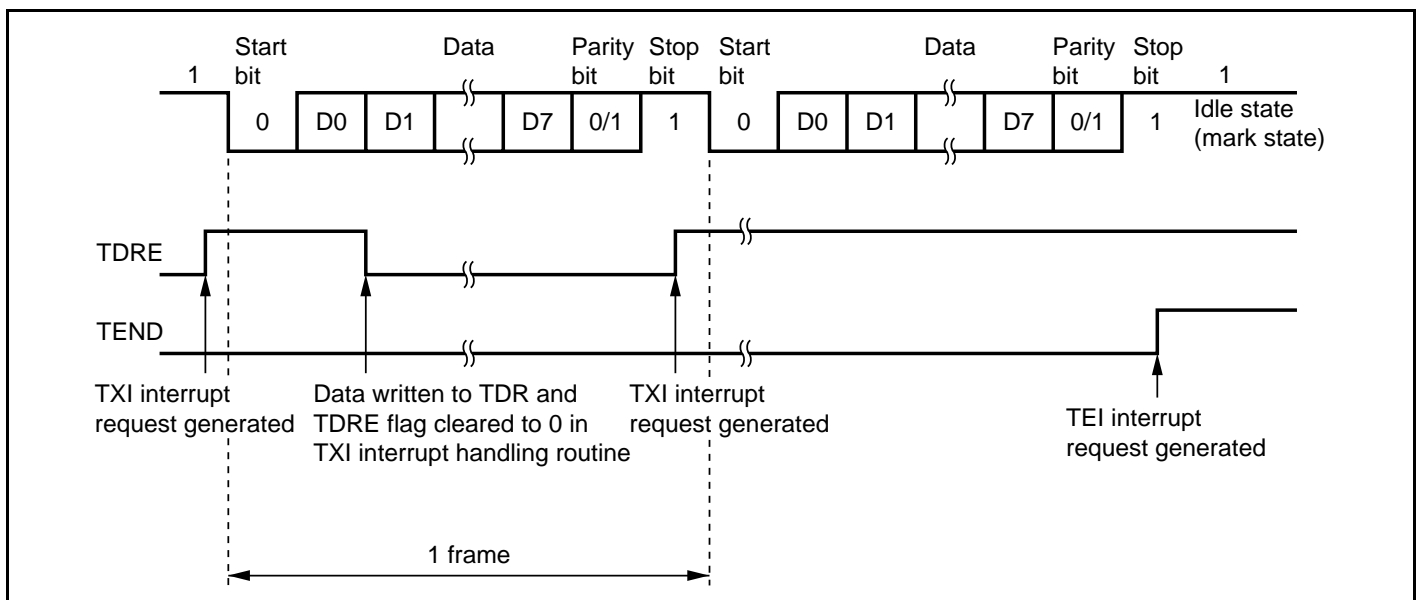 Start bit
Data
Parity bit
Stop bit
Start bit
Data
Parity bit
Stop bit
1
1
0
D0
D1
D7
0/1
1
0
D0
D1
D7
0/1
1
Idle state
(mark state)
TDRE
TEND
TXI interrupt
request generated
Data written to TDR and
TDRE flag cleared to 0 in
TXI interrupt handling routine
TXI interrupt
request generated
TEI interrupt
request generated
1 frame